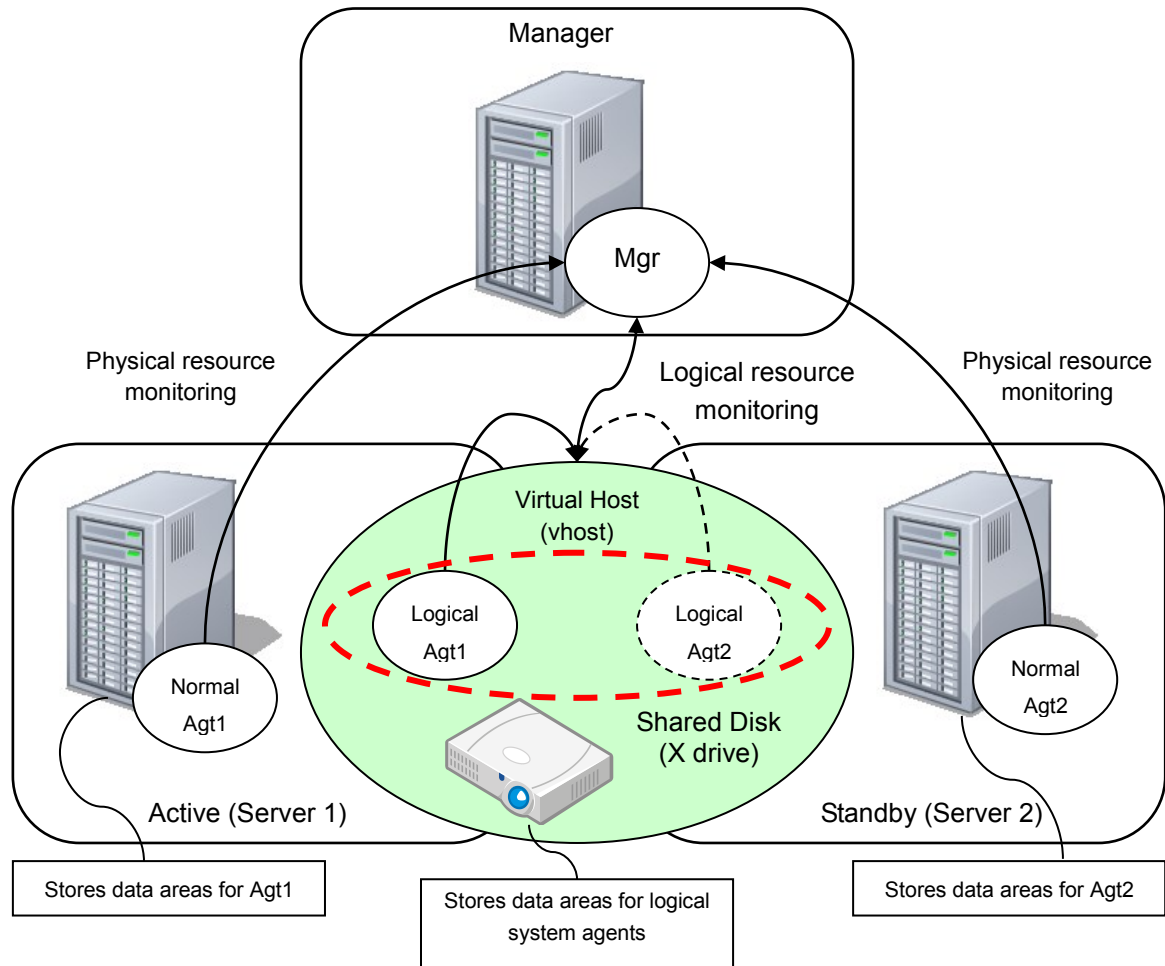 Manager
Mgr
Physical resource
monitoring
Logical resource
monitoring
Physical resource
monitoring
Virtual Host
(vhost)
Logical
Agt1
Logical
Agt2
Normal
Agt1
Normal
Agt2
Shared Disk
(X drive)
Active (Server 1)
Standby (Server 2)
Stores data areas for Agt1
Stores data areas for logical
system agents
Stores data areas for Agt2